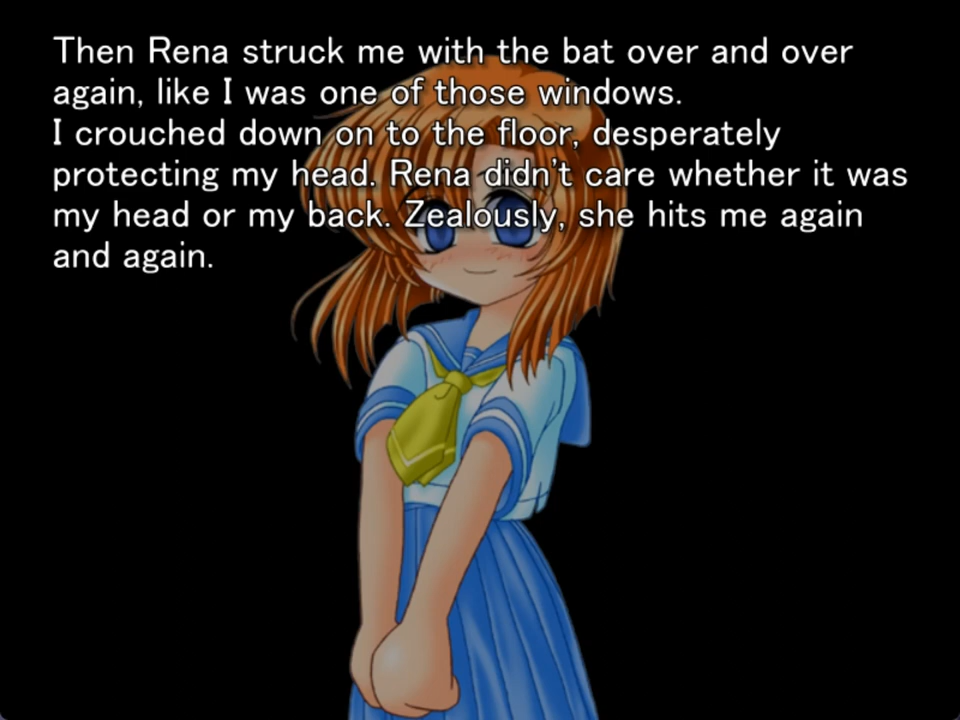 Then Rena struck me with the bat over and over
again, like I was one of those windows.
I crouched down on to the floor, desperately
protecting my head. Rena didn't care whether it was
my head or my back. Zealously, she hits me again
and again.